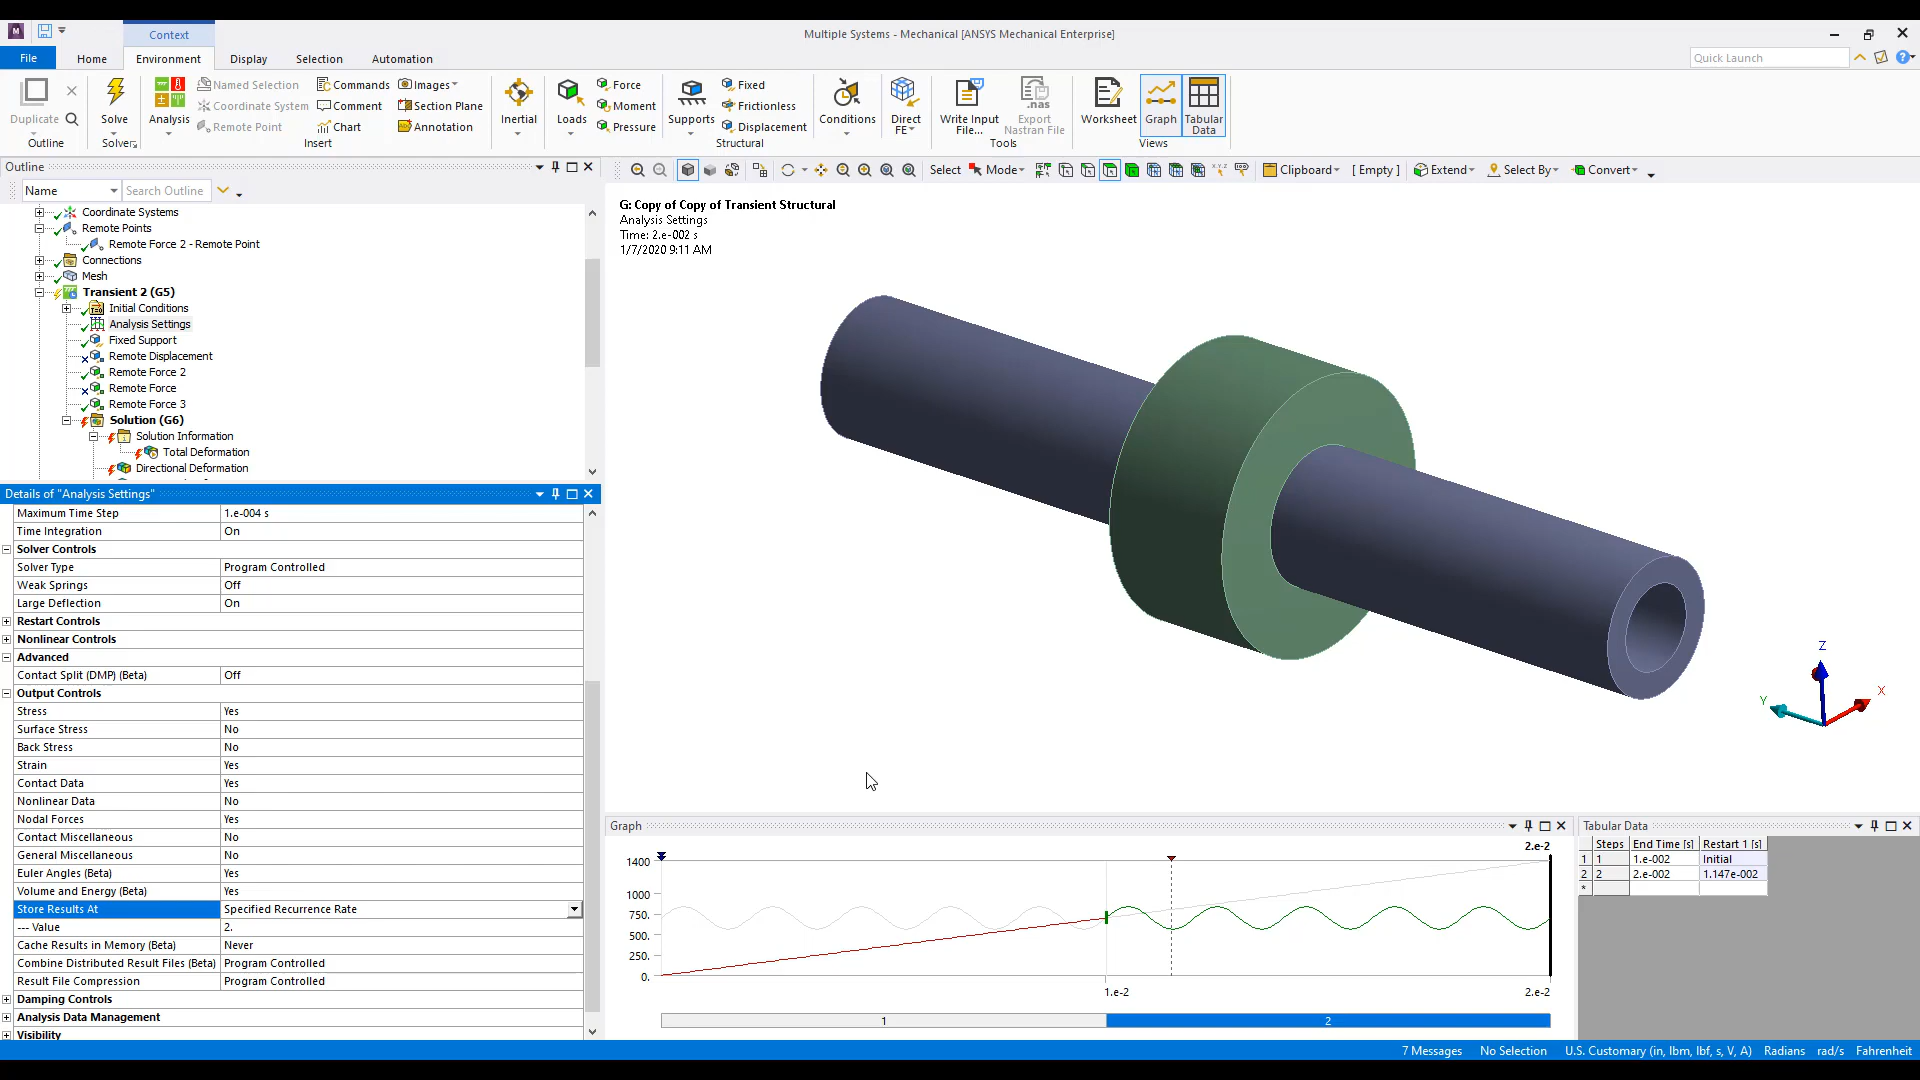 Context
Multiple Systems - Mechanical [ANSYS Mechanical Enterprise]
File
Home
Environment
Display
Selection
Automation
Quick Launch
Duplicate
Outline
Solve
Solver
Analysis
Named Selection
Coordinate System
Remote Point
Commands
Comment
Chart
Images
Section Plane
Annotation
Insert
Inertial
Loads
Force
Moment
Pressure
Supports
Fixed
Frictionless
Displacement
Structural
Conditions
Direct
FE
Write Input
File...
Export
Nastran File
Tools
Worksheet
Graph
Tabular
Data
Views
Outline
Name
Search Outline
Select
Mode
Clipboard
[ Empty ]
Extend
Select By
Convert
Coordinate Systems
Remote Points
Remote Force 2 - Remote Point
Connections
Mesh
Transient 2 (G5)
Initial Conditions
Analysis Settings
Fixed Support
Remote Displacement
Remote Force 2
Remote Force
Remote Force 3
Solution (G6)
Solution Information
Total Deformation
Directional Deformation
G: Copy of Copy of Transient Structural
Analysis Settings
Time: 2.e-002 s
1/7/2020 9:11 AM
Z
Y
X
Details of "Analysis Settings"
Maximum Time Step 1.e-004 s
Time Integration On
Solver Controls
Solver Type Program Controlled
Weak Springs Off
Large Deflection On
Restart Controls
Nonlinear Controls
Advanced
Contact Split (DMP) (Beta) Off
Output Controls
Stress Yes
Surface Stress No
Back Stress No
Strain Yes
Contact Data Yes
Nonlinear Data No
Nodal Forces Yes
Contact Miscellaneous No
General Miscellaneous No
Euler Angles (Beta) Yes
Volume and Energy (Beta) Yes
Store Results At Specified Recurrence Rate
--- Value 2.
Cache Results in Memory (Beta) Never
Combine Distributed Result Files (Beta) Program Controlled
Result File Compression Program Controlled
Damping Controls
Analysis Data Management
Visibility
Graph
2.e-2
1400
1000
750.
500.
250.
0.
1.e-2
2.e-2
1
2
Tabular Data
Steps End Time [s] Restart 1 [s]
1 1 1.e-002 Initial
2 2 2.e-002 1.147e-002
*
7 Messages No Selection U.S. Customary (in, lbm, lbf, s, V, A) Radians rad/s Fahrenheit